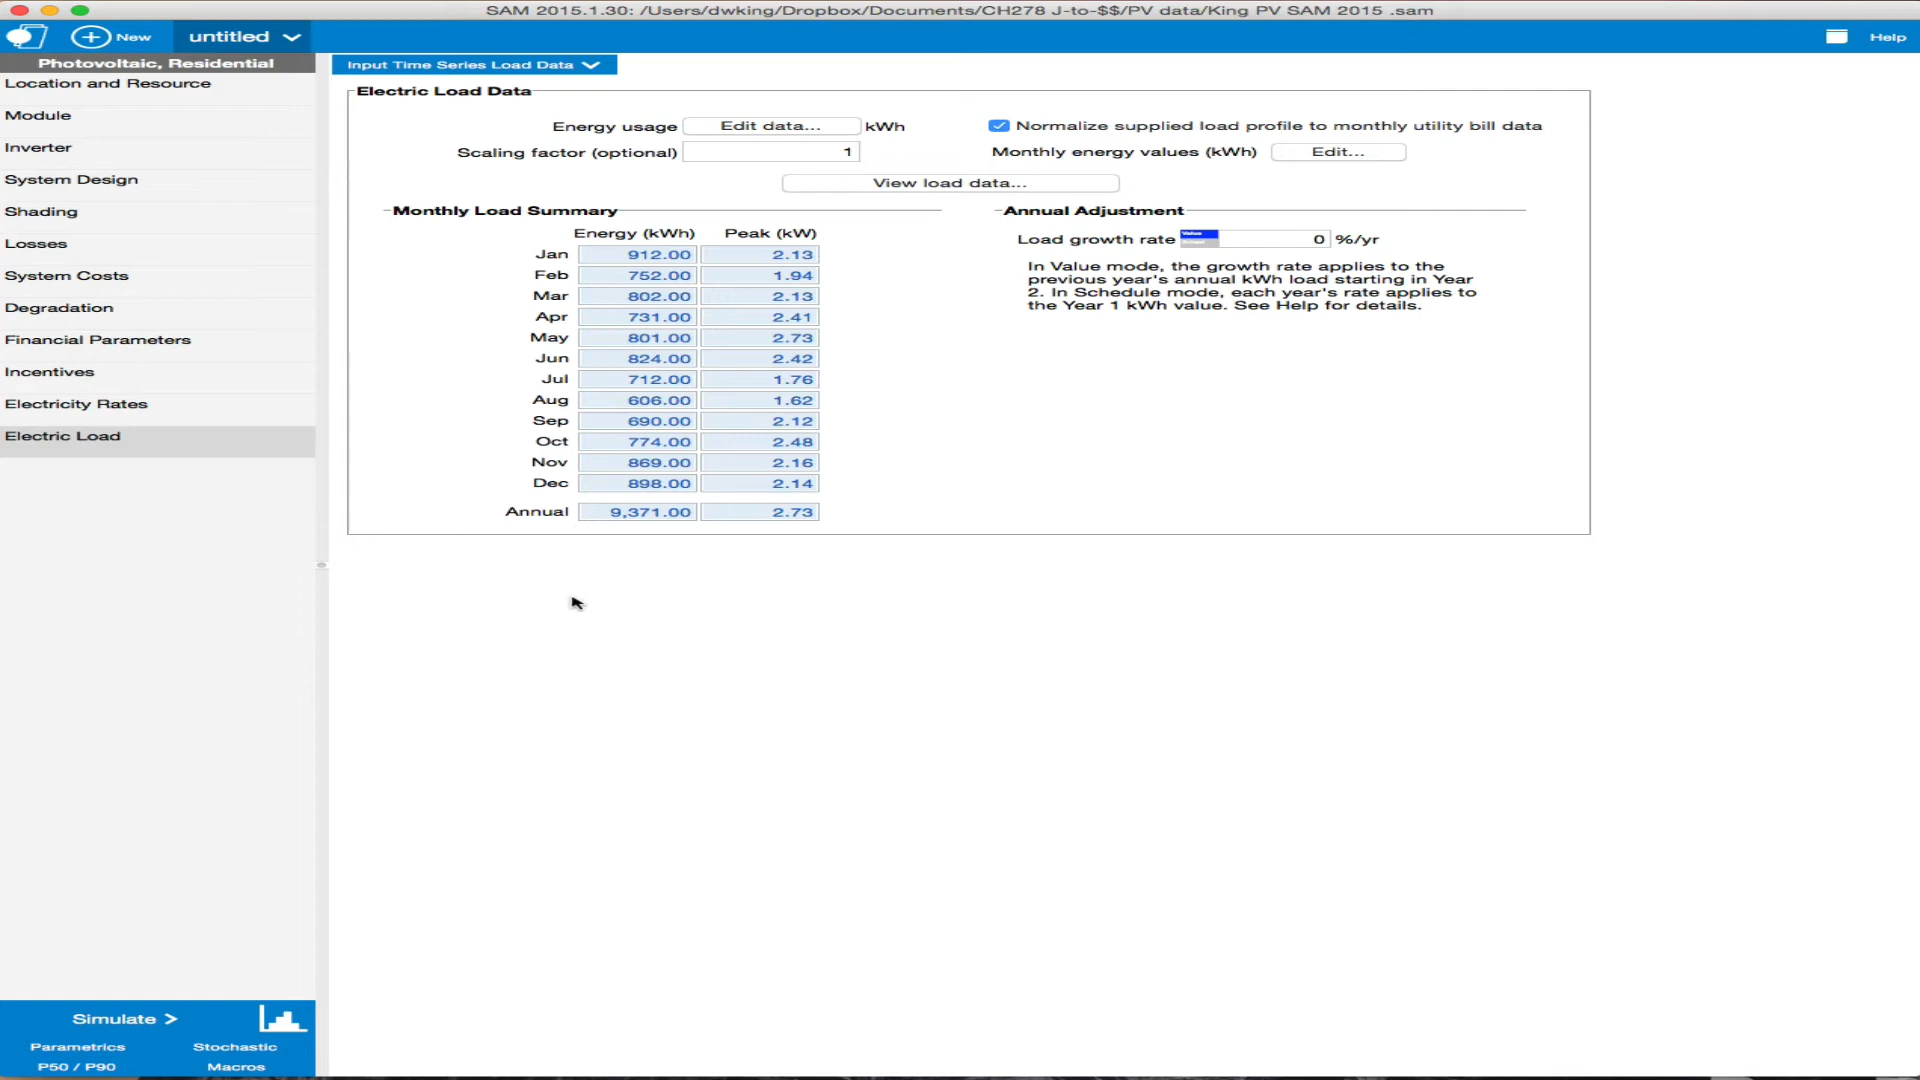 SAM 2015.1.30: /Users/dwking/Dropbox/Documents/CH278 J-to-$$/PV data/King PV SAM 2015 .sam
New
untitled
Help
Photovoltaic, Residential
Location and Resource
Module
Inverter
System Design
Shading
Losses
System Costs
Degradation
Financial Parameters
Incentives
Electricity Rates
Electric Load
Input Time Series Load Data
Electric Load Data
Energy usage Edit data... kWh
Scaling factor (optional) 1
Normalize supplied load profile to monthly utility bill data
Monthly energy values (kWh) Edit...
View load data...
Monthly Load Summary
Energy (kWh) Peak (kW)
Jan 912.00 2.13
Feb 752.00 1.94
Mar 802.00 2.13
Apr 731.00 2.41
May 801.00 2.73
Jun 824.00 2.42
Jul 712.00 1.76
Aug 606.00 1.62
Sep 690.00 2.12
Oct 774.00 2.48
Nov 869.00 2.16
Dec 898.00 2.14
Annual 9,371.00 2.73
Annual Adjustment
Load growth rate Value 0 %/yr
In Value mode, the growth rate applies to the
previous year's annual kWh load starting in Year
2. In Schedule mode, each year's rate applies to
the Year 1 kWh value. See Help for details.
Simulate >
Parametrics Stochastic
P50 / P90 Macros